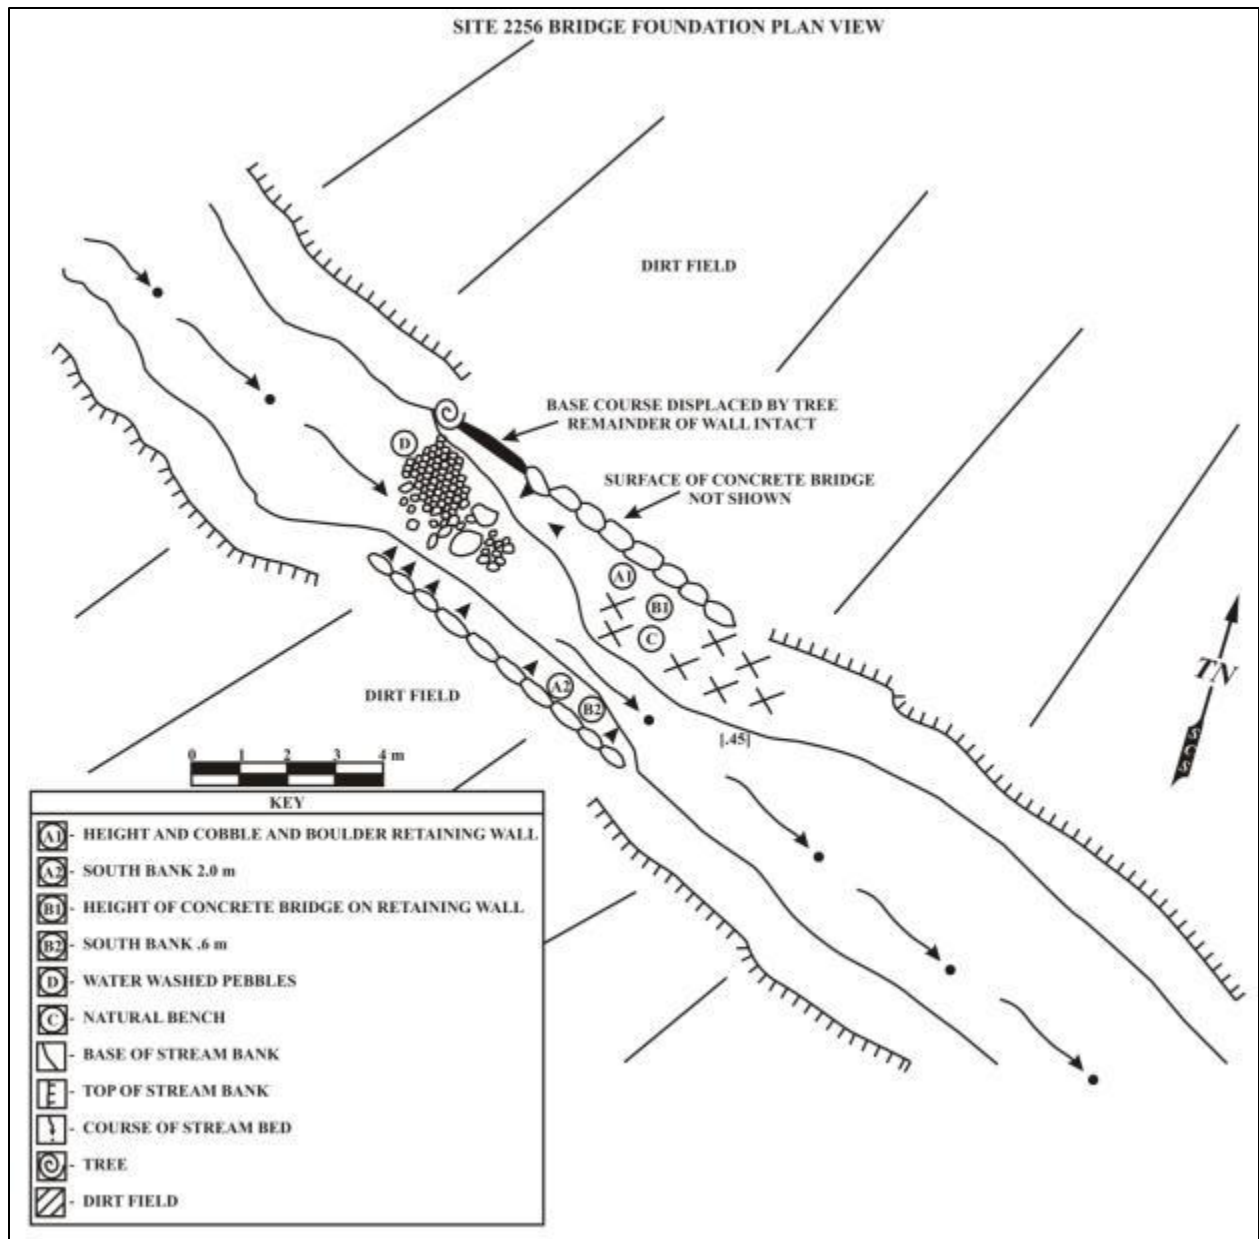 SITE 2256 BRIDGE FOUNDATION PLAN VIEW
DIRT FIELD
BASE COURSE DISPLACED BY TREE
REMAINDER OF WALL INTACT
D
SURFACE OF CONCRETE BRIDGE
NOT SHOWN
A1
B1
C
TN
SCS
A2
B2
DIRT FIELD
[.45]
0 1 2 3 4 m
KEY
A1 - HEIGHT AND COBBLE AND BOULDER RETAINING WALL
A2 - SOUTH BANK 2.0 m
B1 - HEIGHT OF CONCRETE BRIDGE ON RETAINING WALL
B2 - SOUTH BANK .6 m
D - WATER WASHED PEBBLES
C - NATURAL BENCH
- BASE OF STREAM BANK
- TOP OF STREAM BANK
- COURSE OF STREAM BED
- TREE
- DIRT FIELD